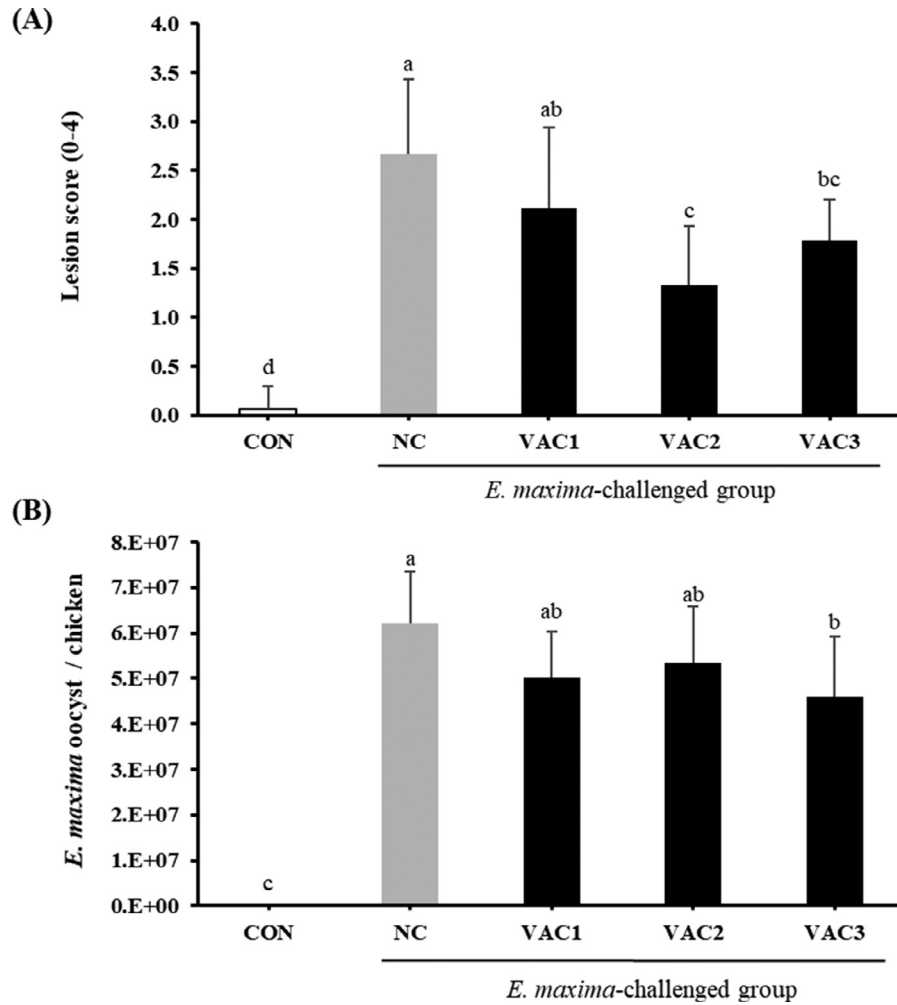 (A)
Lesion score (0-4)
4.0
3.5
3.0
2.5
2.0
1.5
1.0
0.5
0.0
d
a
ab
c
bc
CON NC VAC1 VAC2 VAC3
E. maxima-challenged group
(B)
E. maxima oocyst / chicken
8.E+07
7.E+07
6.E+07
5.E+07
4.E+07
3.E+07
2.E+07
1.E+07
0.E+00
c
a
ab
ab
b
CON NC VAC1 VAC2 VAC3
E. maxima-challenged group